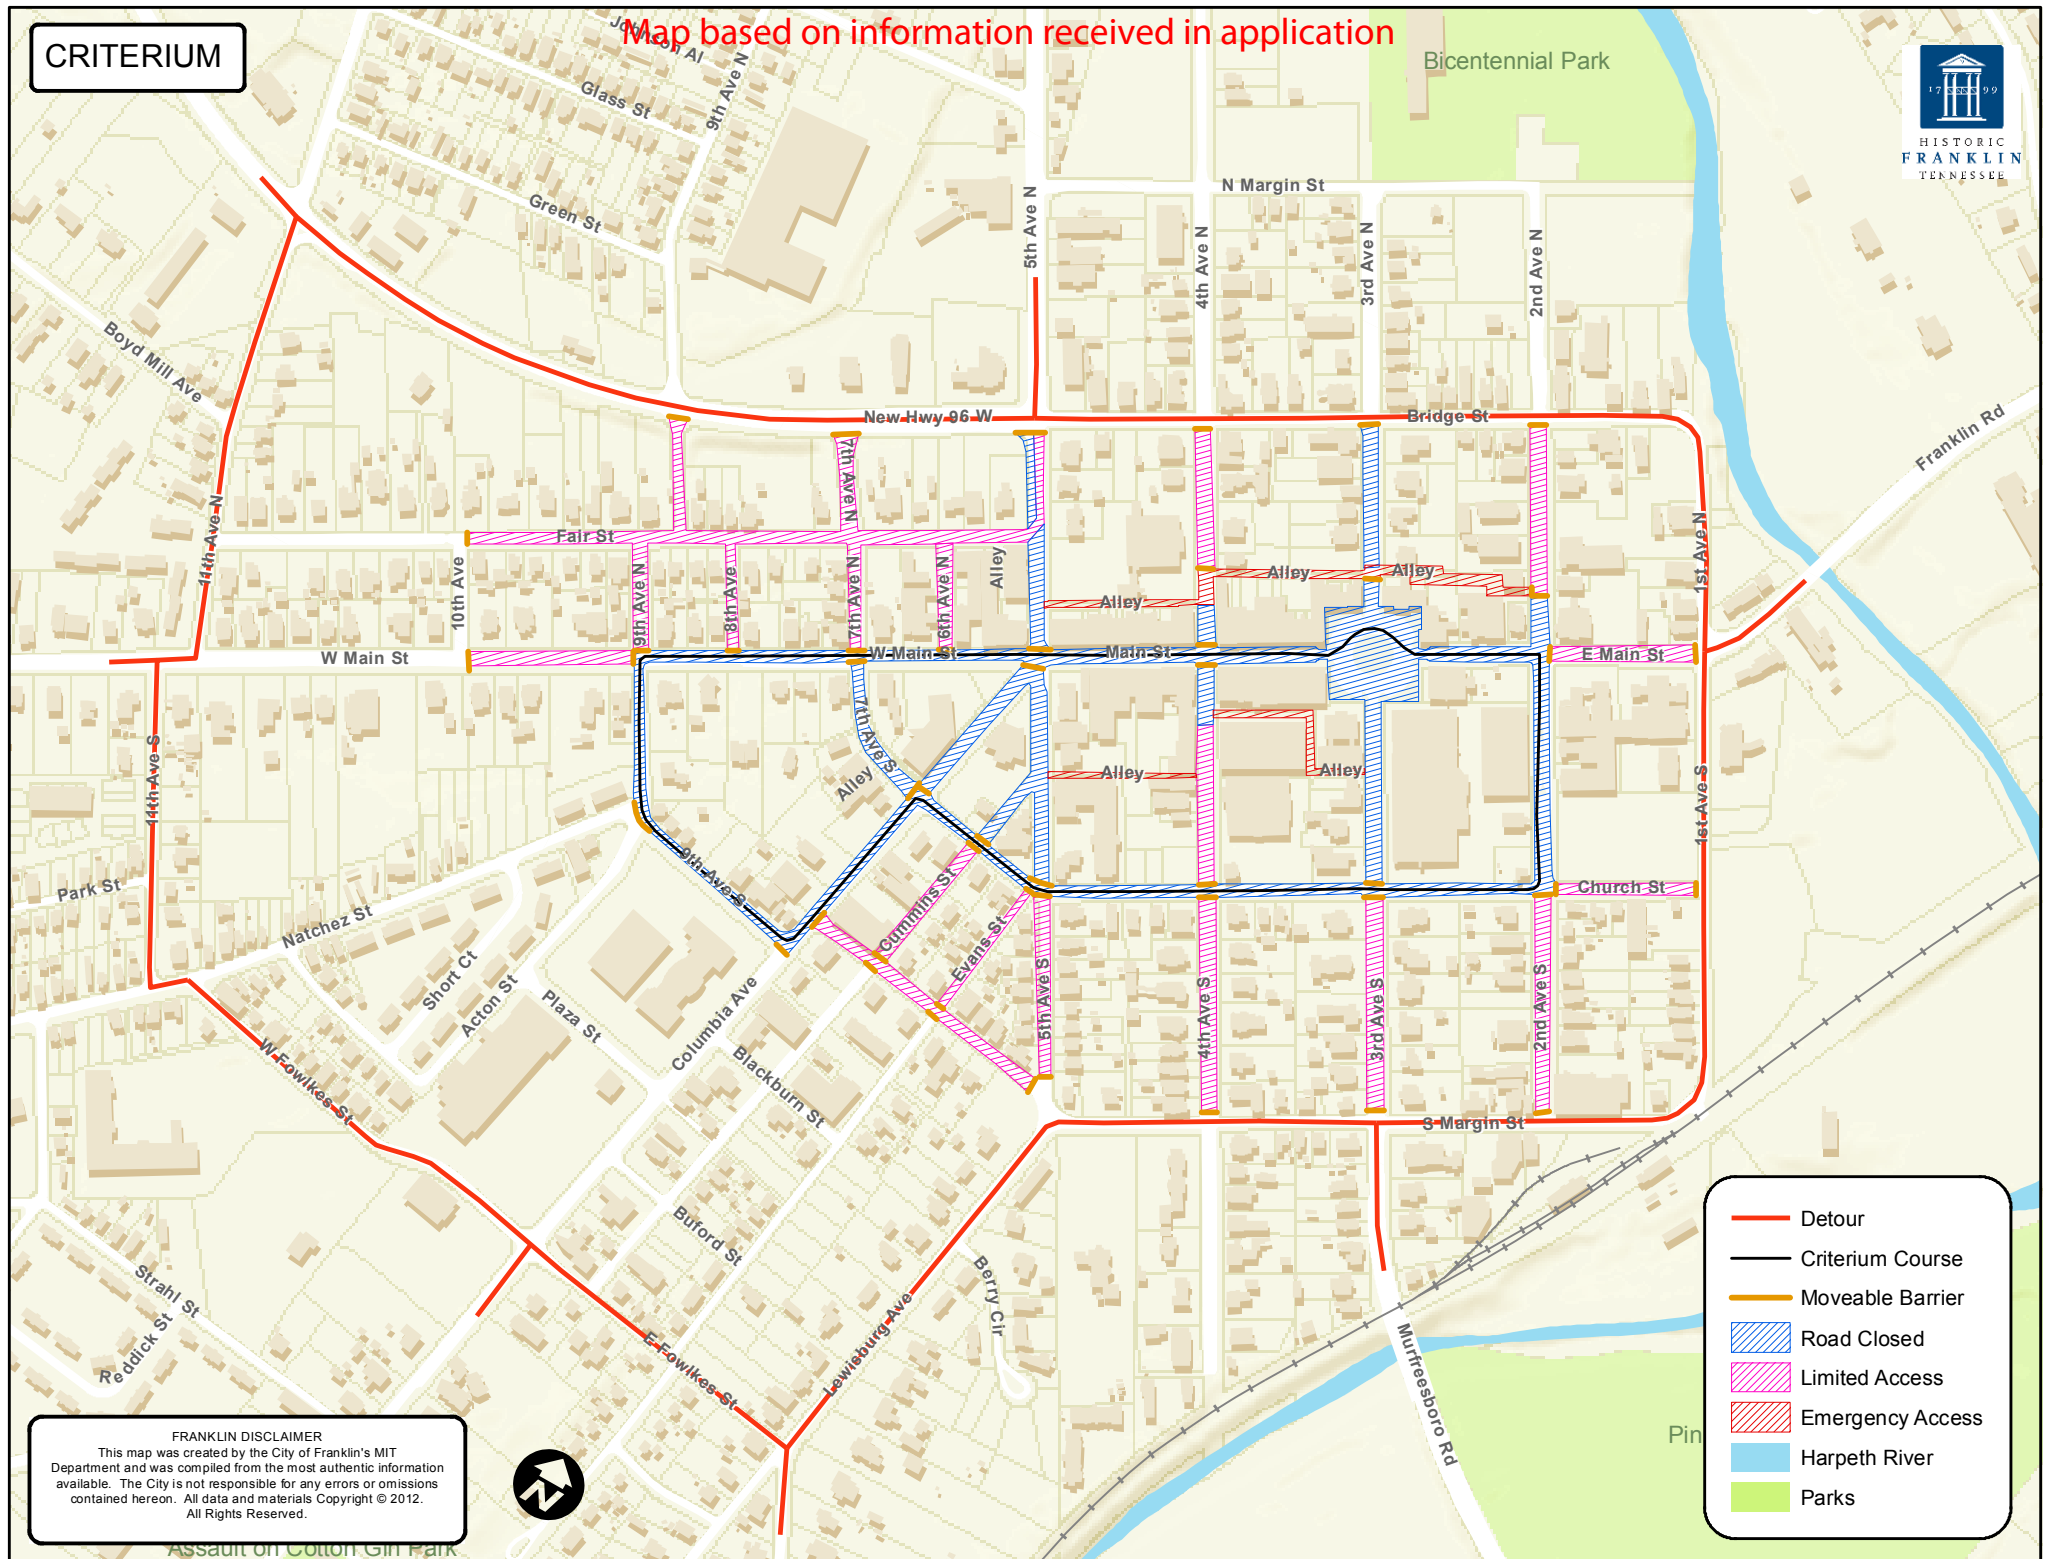 CRITERIUM
Map based on information received in application
Johnson Al
Bicentennial Park
1799
HISTORIC
FRANKLIN
TENNESSEE
Glass St
9th Ave N
Green St
N Margin St
5th Ave N
4th Ave N
3rd Ave N
2nd Ave N
Boyd Mill Ave
New Hwy 96 W
Bridge St
Franklin Rd
7th Ave N
11th Ave N
Fair St
10th Ave
9th Ave N
8th Ave
7th Ave N
6th Ave N
Alley
Alley
Alley
Alley
1st Ave N
W Main St
W Main St
Main St
E Main St
7th Ave S
Alley
Alley
Alley
11th Ave S
1st Ave S
9th Ave S
Park St
Natchez St
Cummins St
Evans St
Church St
Short Ct
Acton St
Plaza St
Columbia Ave
Blackburn St
5th Ave S
4th Ave S
3rd Ave S
2nd Ave S
W Fowlkes St
S Margin St
Buford St
Berry Cir
Strahl St
Reddick St
E Fowlkes St
Lewisburg Ave
Murfreesboro Rd
Pin
Detour
Criterium Course
Moveable Barrier
Road Closed
Limited Access
Emergency Access
Harpeth River
Parks
FRANKLIN DISCLAIMER
This map was created by the City of Franklin's MIT
Department and was compiled from the most authentic information
available. The City is not responsible for any errors or omissions
contained hereon. All data and materials Copyright © 2012.
All Rights Reserved.
N
Assault on Cotton Gin Park